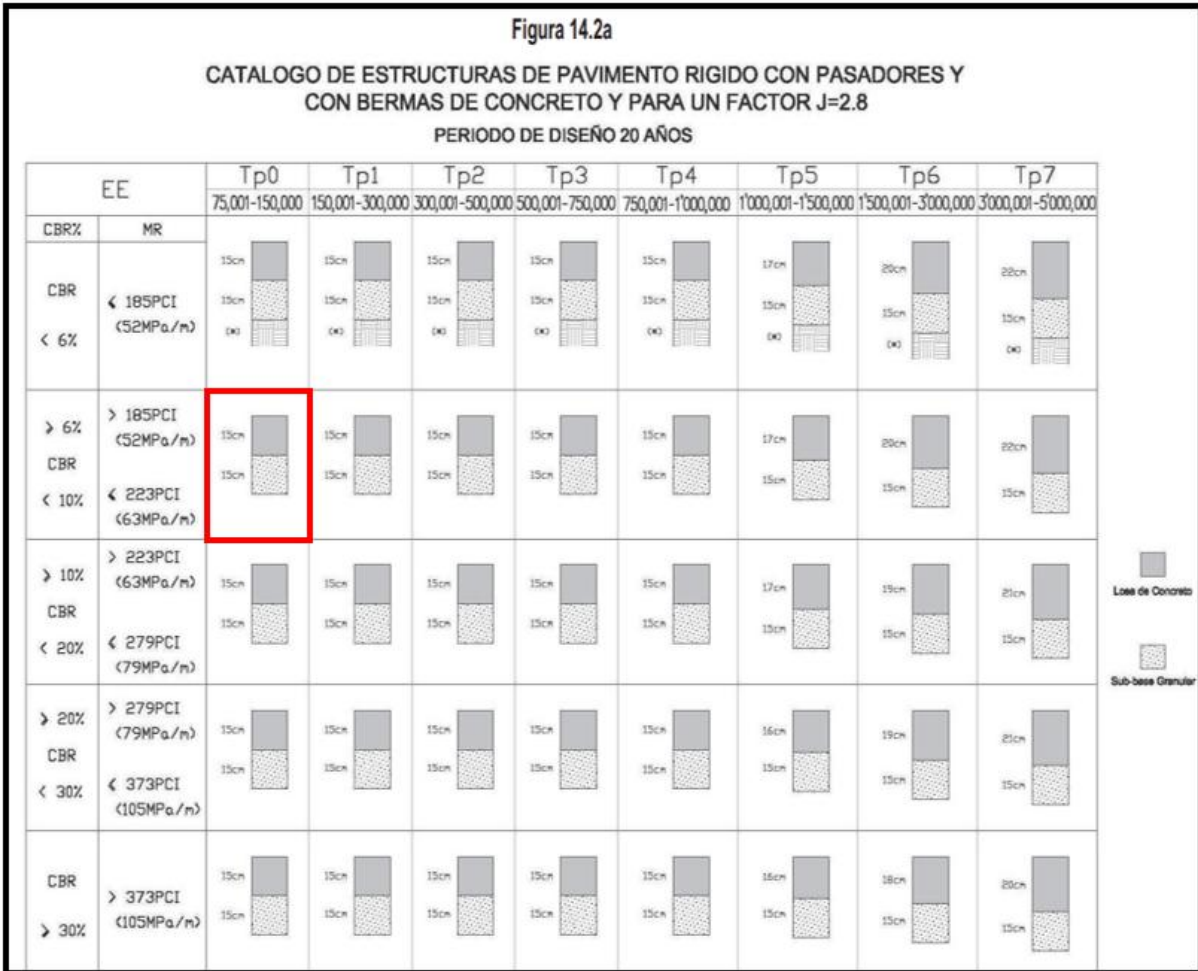 Figura 14.2a
CATALOGO DE ESTRUCTURAS DE PAVIMENTO RIGIDO CON PASADORES Y
CON BERMAS DE CONCRETO Y PARA UN FACTOR J=2.8
PERIODO DE DISEÑO 20 AÑOS
EE Tp0 Tp1 Tp2 Tp3 Tp4 Tp5 Tp6 Tp7
75,001-150,000 150,001-300,000 300,001-500,000 500,001-750,000 750,001-1'000,000 1'000,001-1'500,000 1'500,001-3'000,000 3'000,001-5'000,000
CBR% MR
CBR
< 6%
< 185PCI
(52MPa/m)
15cm 15cm 15cm 15cm 15cm 17cm 20cm 22cm
15cm 15cm 15cm 15cm 15cm 15cm 15cm 15cm
(*) (*) (*) (*) (*) (*) (*) (*)
> 6%
CBR
< 10%
> 185PCI
(52MPa/m)
< 223PCI
(63MPa/m)
15cm 15cm 15cm 15cm 15cm 17cm 20cm 22cm
15cm 15cm 15cm 15cm 15cm 15cm 15cm 15cm
> 10%
CBR
< 20%
> 223PCI
(63MPa/m)
< 279PCI
(79MPa/m)
15cm 15cm 15cm 15cm 15cm 17cm 19cm 21cm
15cm 15cm 15cm 15cm 15cm 15cm 15cm 15cm
Losa de Concreto
Sub-base Granular
> 20%
CBR
< 30%
> 279PCI
(79MPa/m)
< 373PCI
(105MPa/m)
15cm 15cm 15cm 15cm 15cm 16cm 19cm 21cm
15cm 15cm 15cm 15cm 15cm 15cm 15cm 15cm
CBR
> 30%
> 373PCI
(105MPa/m)
15cm 15cm 15cm 15cm 15cm 16cm 18cm 20cm
15cm 15cm 15cm 15cm 15cm 15cm 15cm 15cm